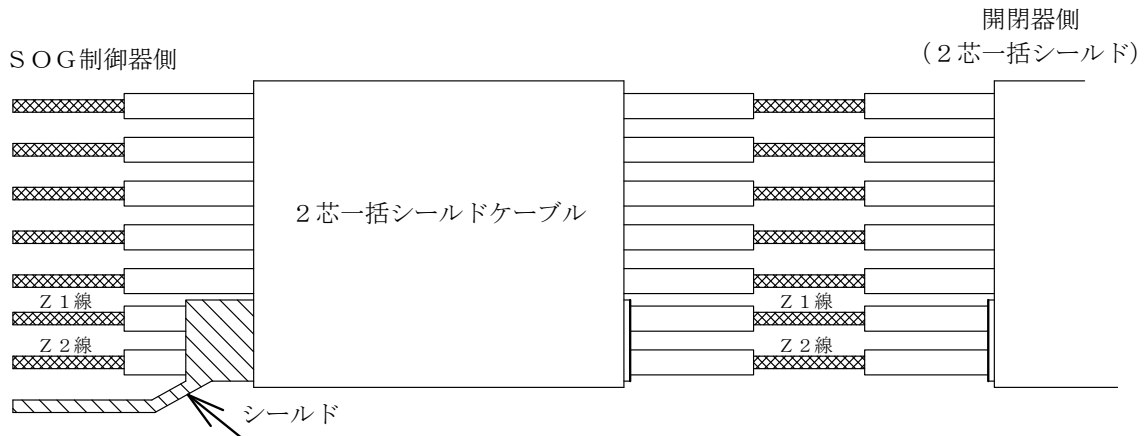 開閉器側
(2芯一括シールド)
SOG制御器側
2芯一括シールドケーブル
Z1線
Z2線
Z1線
Z2線
シールド